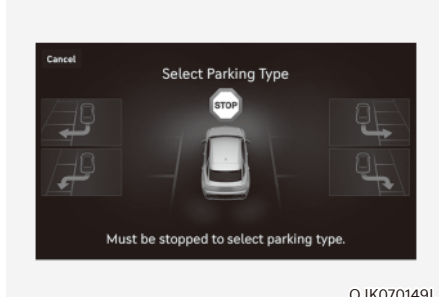 Cancel
Select Parking Type
STOP
Must be stopped to select parking type.
OJK070149L